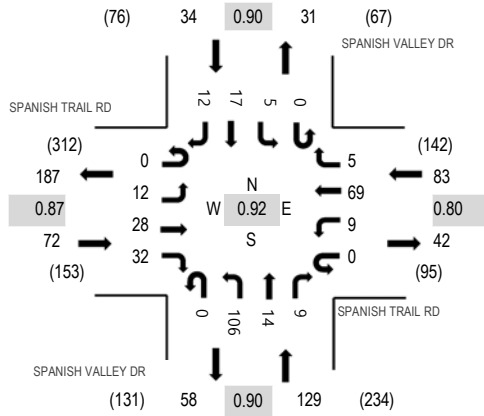 (76) 34 0.90 31 (67)
SPANISH VALLEY DR
SPANISH TRAIL RD
12 17 5 0
(312) 0 5 (142)
187 12 N 69 83
0.87 28 W 0.92 E 9 0.80
72 32 S 0 42
(153) (95)
0 106 14 9
SPANISH TRAIL RD
SPANISH VALLEY DR
(131) 58 0.90 129 (234)